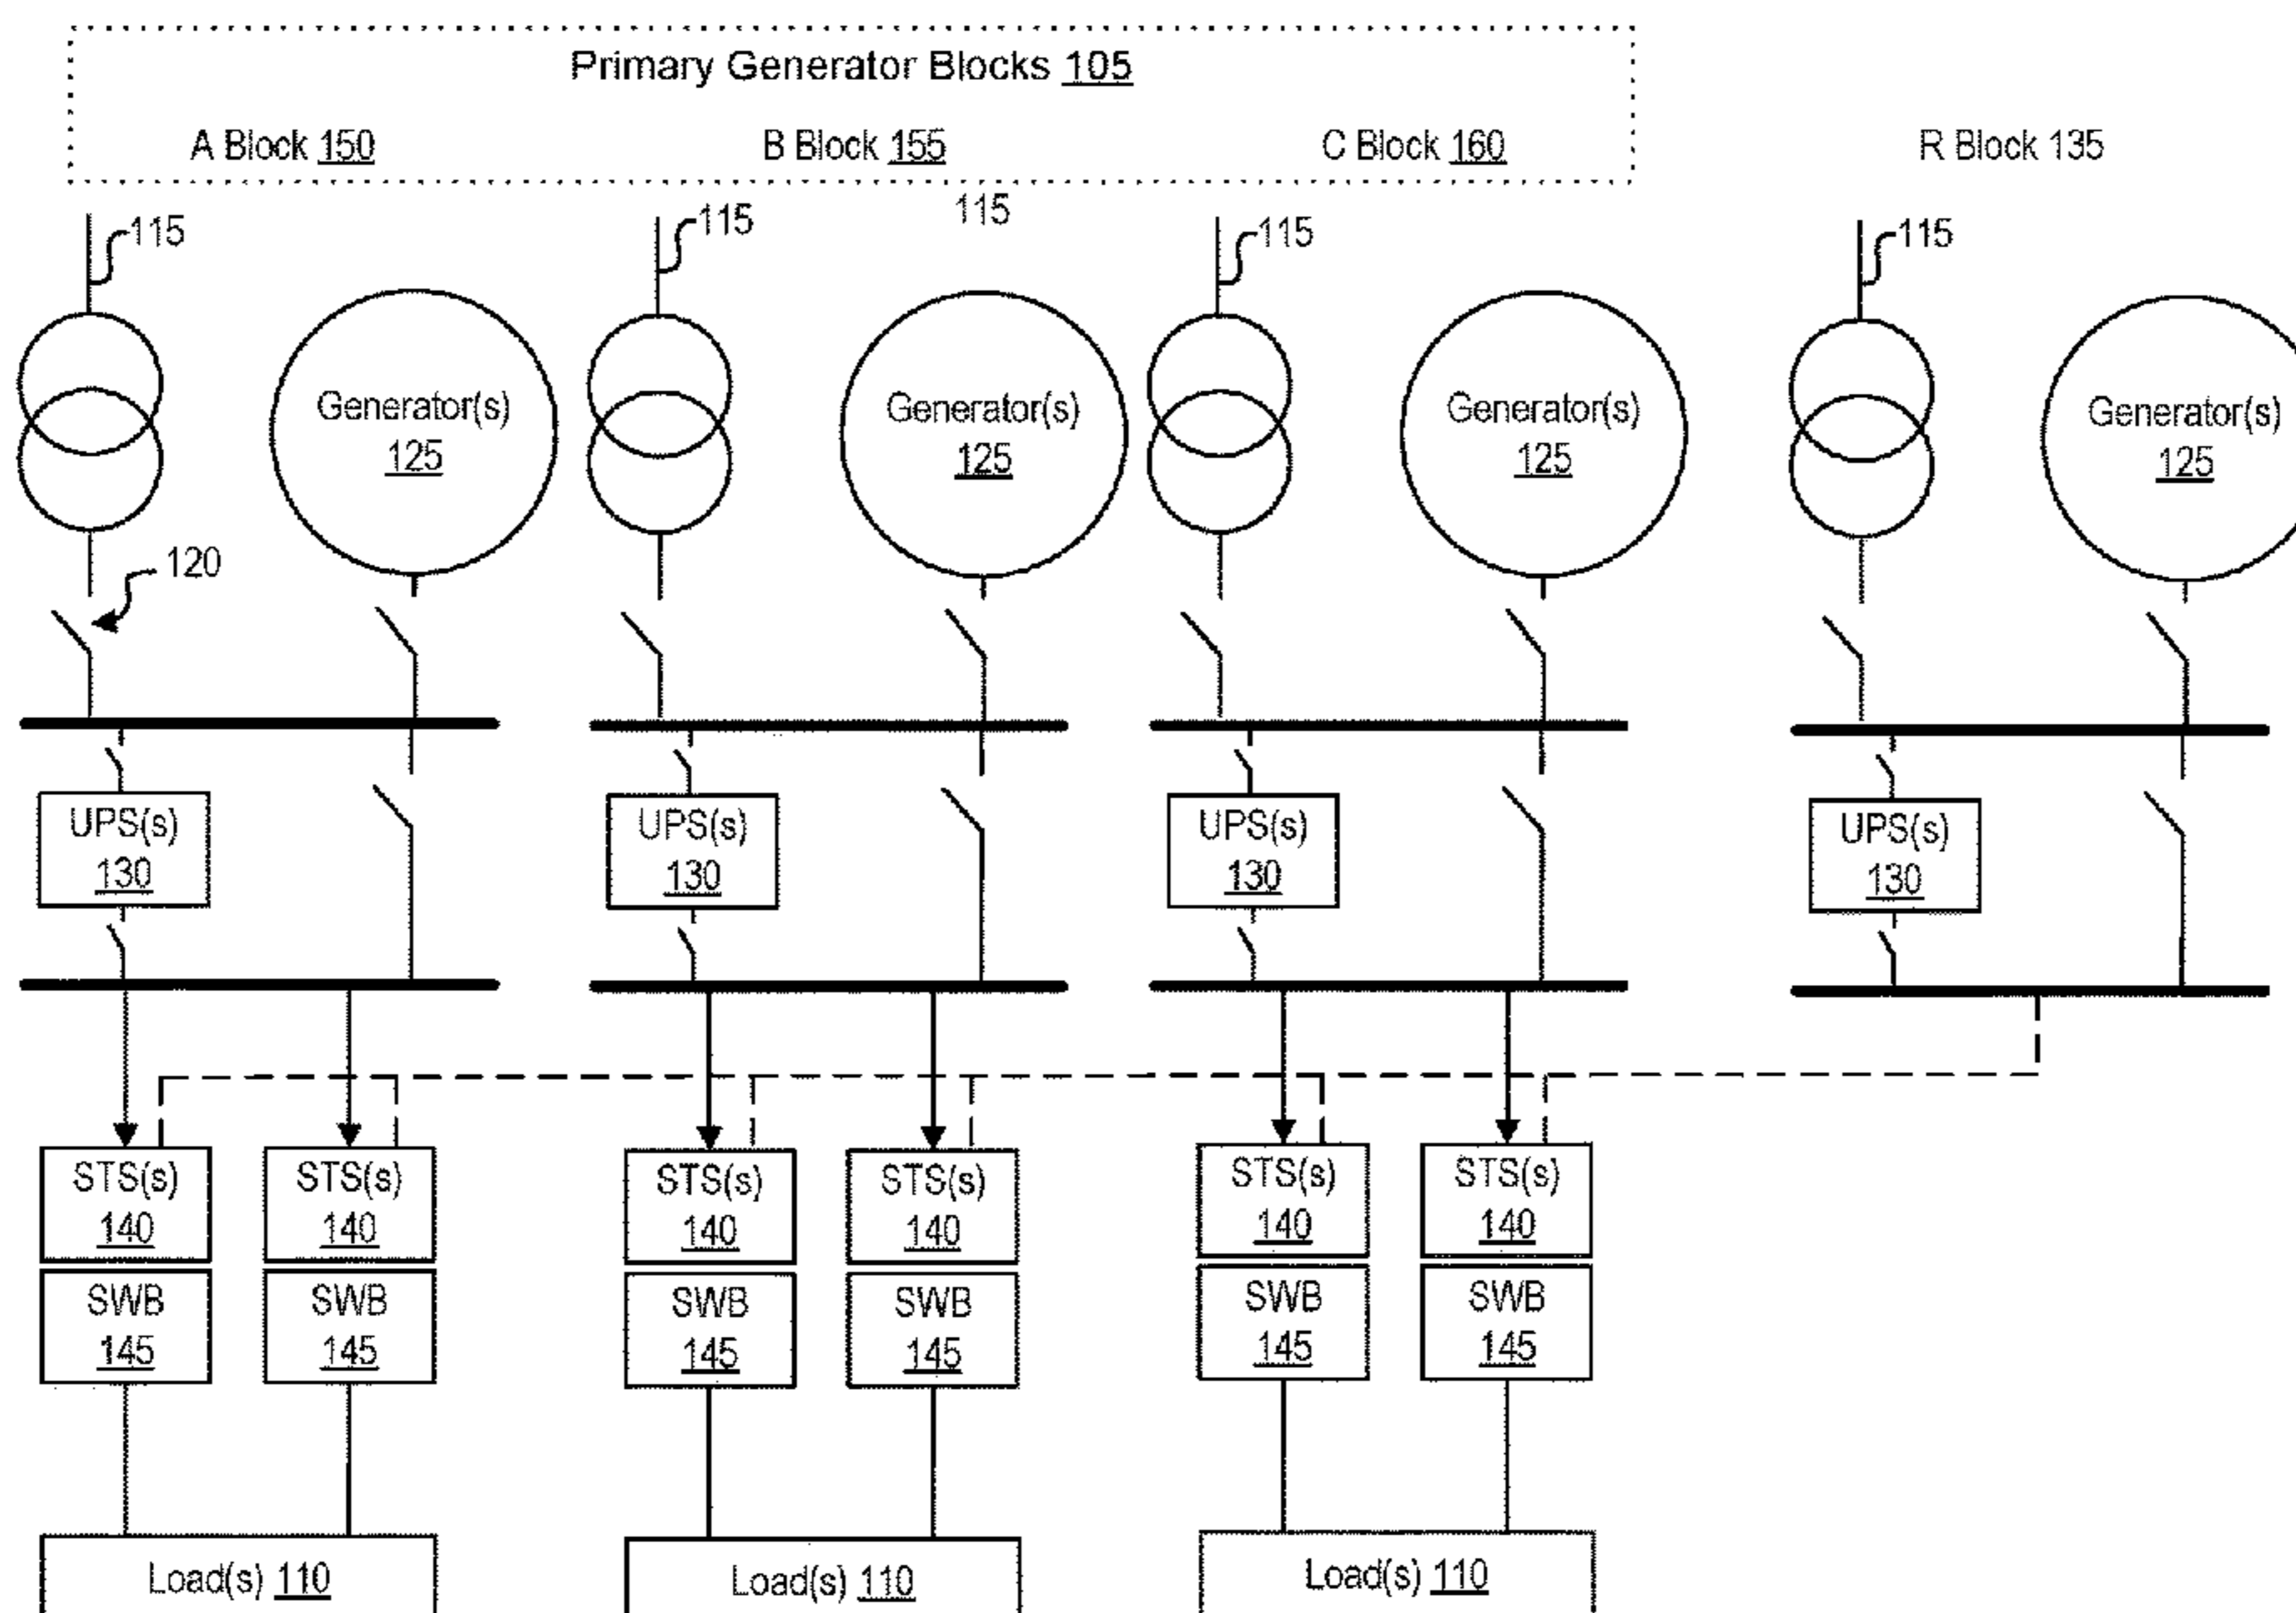 Primary Generator Blocks 105
A Block 150
B Block 155
C Block 160
R Block 135
115
115
115
115
115
Generator(s)
125
Generator(s)
125
Generator(s)
125
Generator(s)
125
120
UPS(s)
130
UPS(s)
130
UPS(s)
130
UPS(s)
130
STS(s)
140
STS(s)
140
STS(s)
140
STS(s)
140
STS(s)
140
STS(s)
140
SWB
145
SWB
145
SWB
145
SWB
145
SWB
145
SWB
145
Load(s) 110
Load(s) 110
Load(s) 110